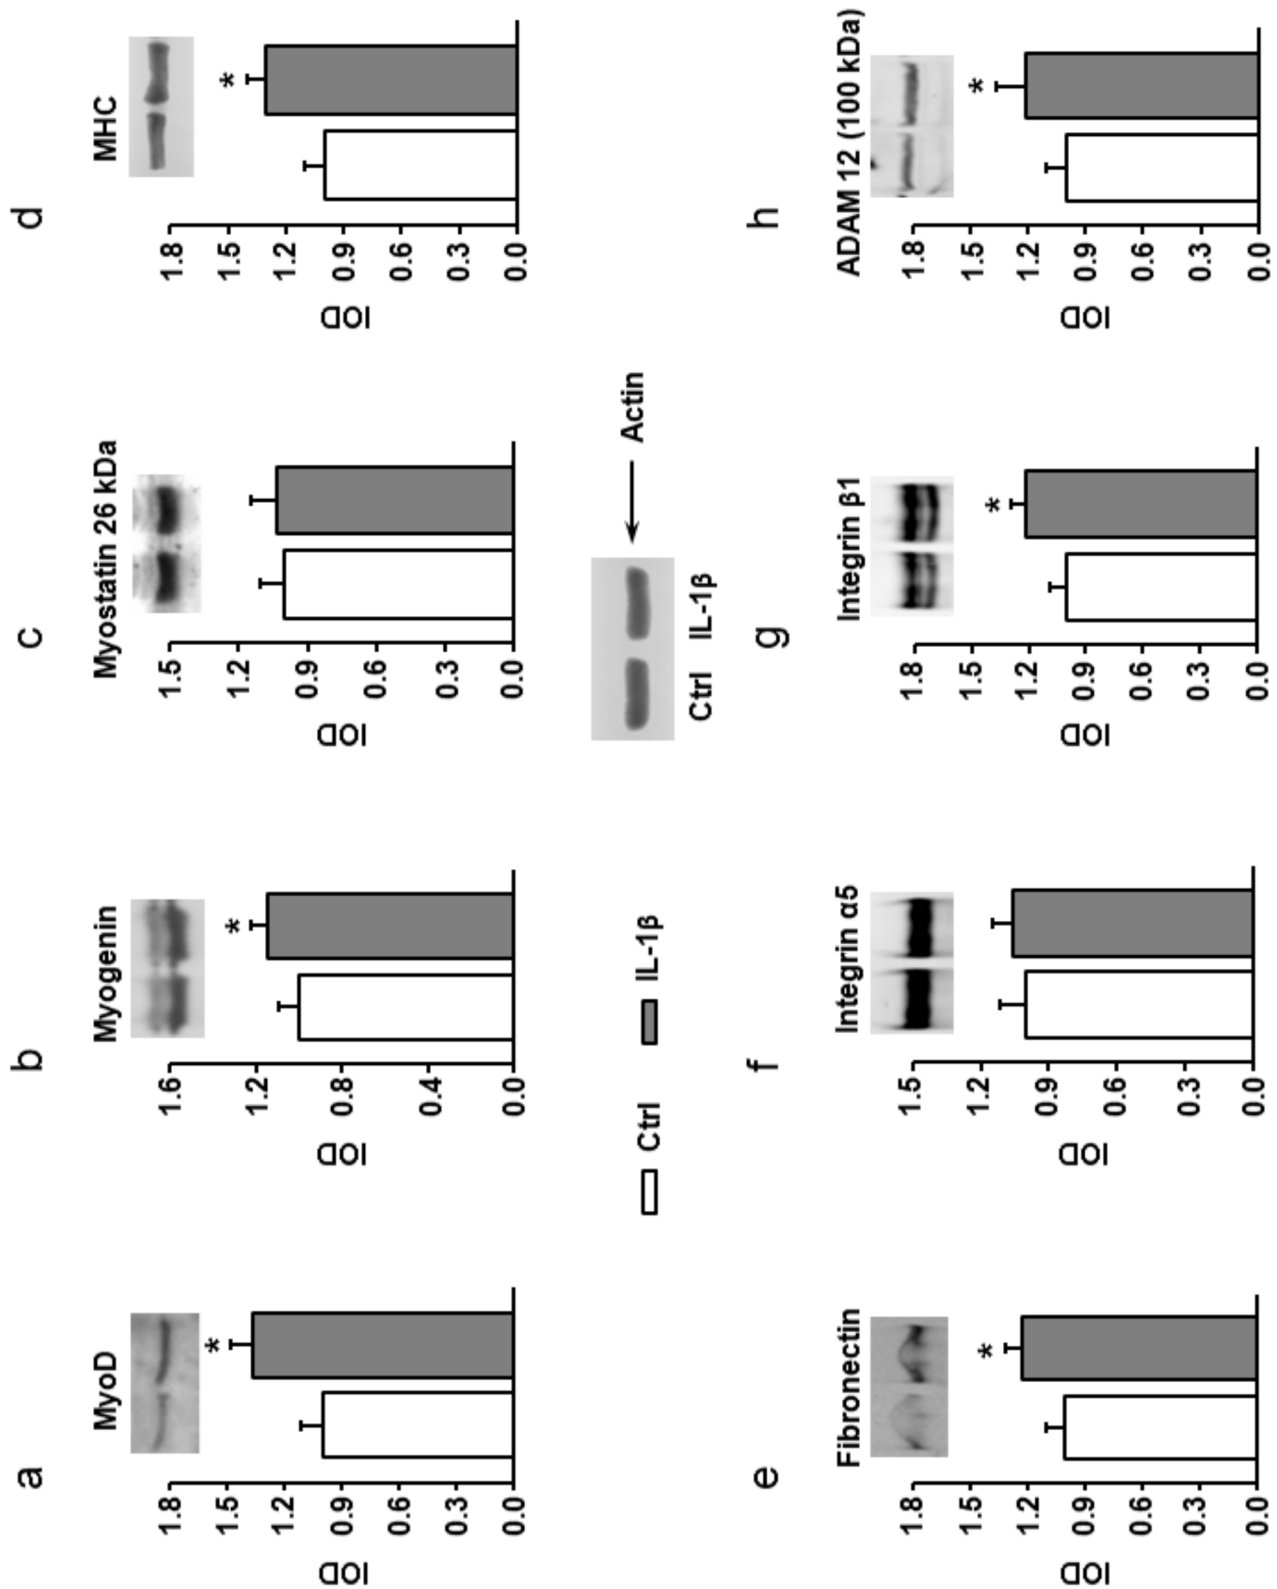 a
MyoD
*
1.8
1.5
1.2
0.9
0.6
0.3
0.0
IOD
b
Myogenin
*
1.6
1.2
0.8
0.4
0.0
IOD
c
Myostatin 26 kDa
1.5
1.2
0.9
0.6
0.3
0.0
IOD
d
MHC
*
1.8
1.5
1.2
0.9
0.6
0.3
0.0
IOD
Ctrl
IL-1β
Ctrl IL-1β
Actin
e
Fibronectin
*
1.8
1.5
1.2
0.9
0.6
0.3
0.0
IOD
f
Integrin α5
1.5
1.2
0.9
0.6
0.3
0.0
IOD
g
Integrin β1
*
1.8
1.5
1.2
0.9
0.6
0.3
0.0
IOD
h
ADAM 12 (100 kDa)
*
1.8
1.5
1.2
0.9
0.6
0.3
0.0
IOD